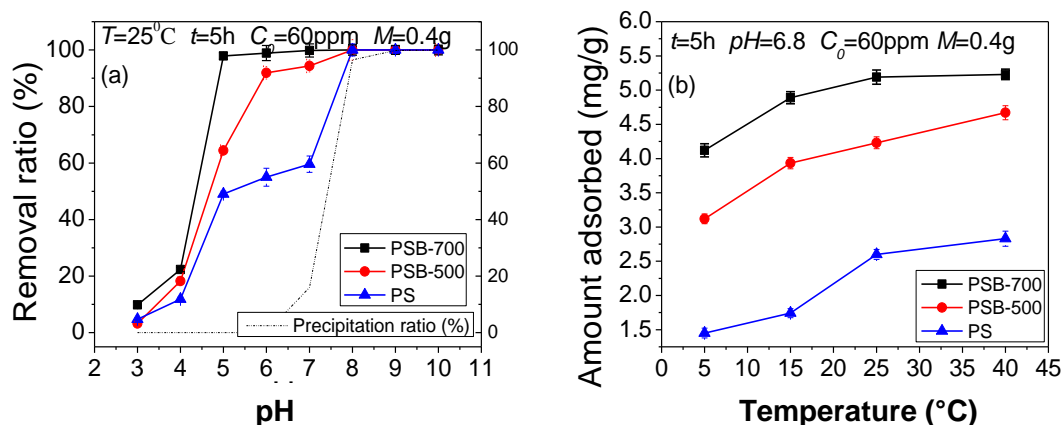 T=25⁰C t=5h C₀=60ppm M=0.4g
(a)
Removal ratio (%)
100
80
60
40
20
0
100
80
60
40
20
0
PSB-700
PSB-500
PS
Precipitation ratio (%)
2 3 4 5 6 7 8 9 10 11
pH
t=5h pH=6.8 C₀=60ppm M=0.4g
(b)
Amount adsorbed (mg/g)
6.0
5.5
5.0
4.5
4.0
3.5
3.0
2.5
2.0
1.5
PSB-700
PSB-500
PS
0 5 10 15 20 25 30 35 40 45
Temperature (°C)